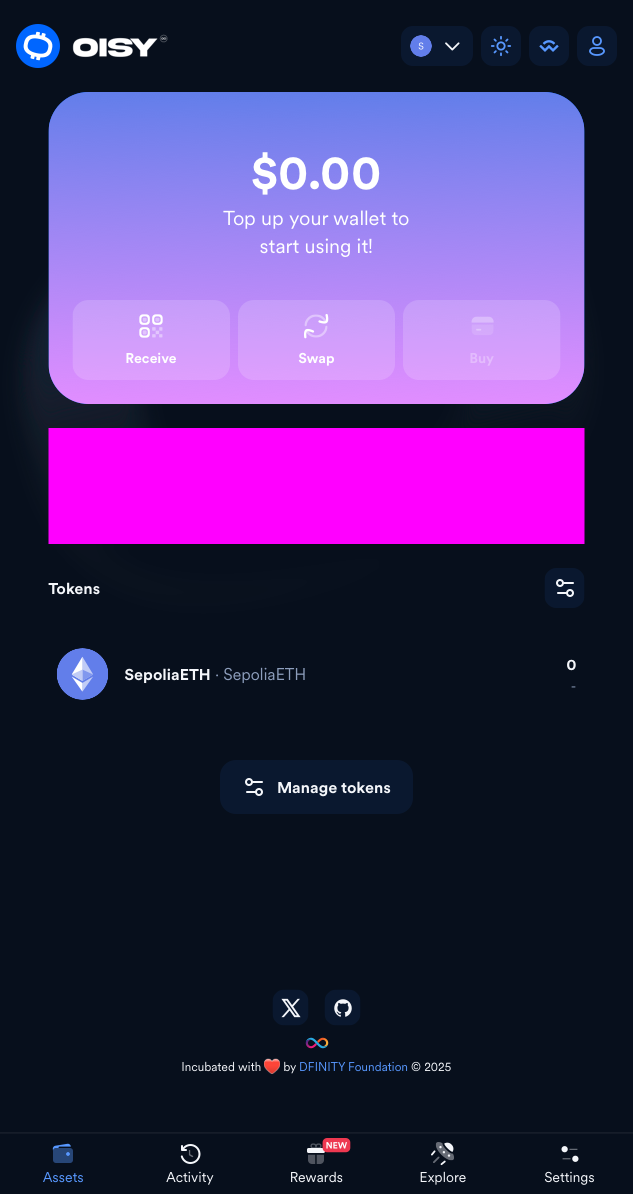 OISY
S
$0.00
Top up your wallet to
start using it!
Receive
Swap
Buy
Tokens
SepoliaETH · SepoliaETH
0
-
Manage tokens
Incubated with ❤️ by DFINITY Foundation © 2025
Assets
Activity
NEW
Rewards
Explore
Settings